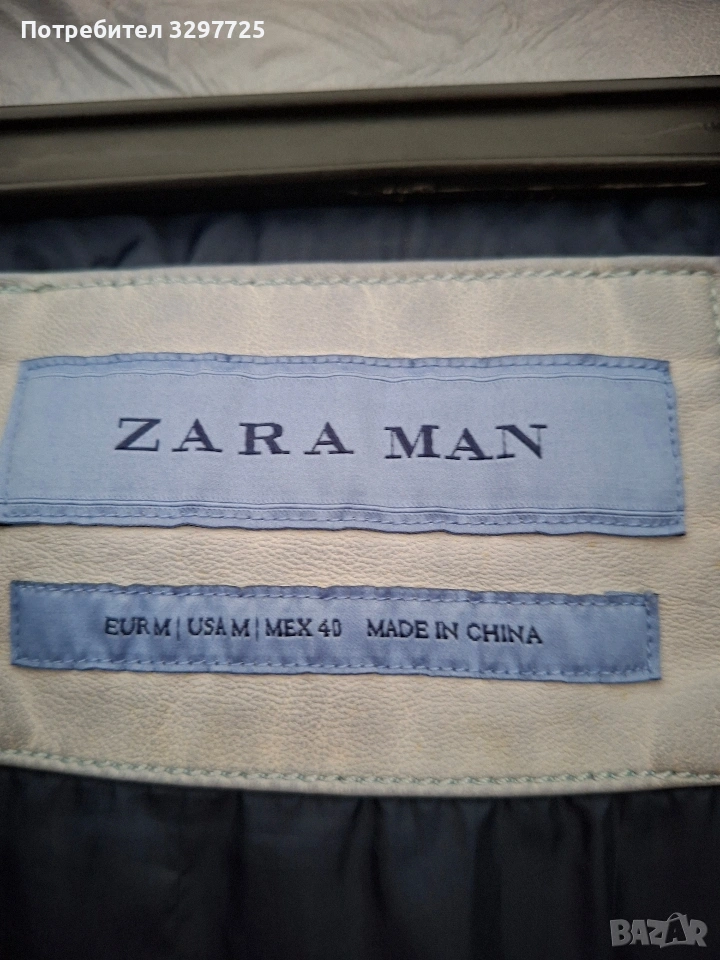 Потребител 3297725
ZARA MAN
EUR M | USA M | MEX 40 MADE IN CHINA
BAZAR